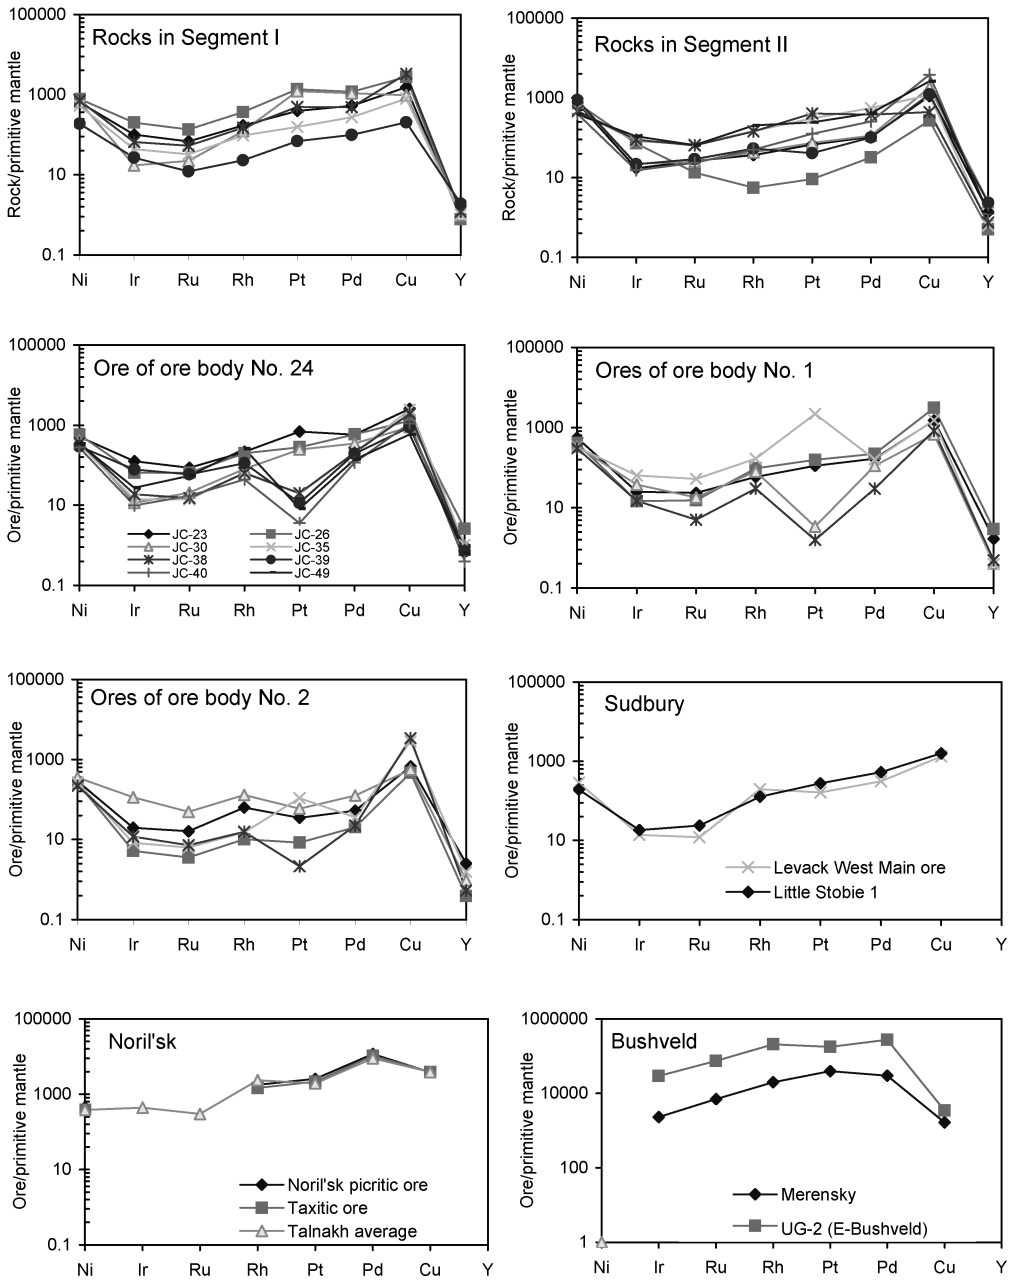 Rocks in Segment I
Rock/primitive mantle
100000
1000
10
0.1
Ni Ir Ru Rh Pt Pd Cu Y
Rocks in Segment II
Rock/primitive mantle
100000
1000
10
0.1
Ni Ir Ru Rh Pt Pd Cu Y
Ore of ore body No. 24
Ore/primitive mantle
100000
1000
10
0.1
JC-23 JC-26
JC-30 JC-35
JC-38 JC-39
JC-40 JC-49
Ni Ir Ru Rh Pt Pd Cu Y
Ores of ore body No. 1
Ore/primitive mantle
100000
1000
10
0.1
Ni Ir Ru Rh Pt Pd Cu Y
Ores of ore body No. 2
Ore/primitive mantle
100000
1000
10
0.1
Ni Ir Ru Rh Pt Pd Cu Y
Sudbury
Ore/primitive mantle
100000
1000
10
0.1
Levack West Main ore
Little Stobie 1
Ni Ir Ru Rh Pt Pd Cu Y
Noril'sk
Ore/primitive mantle
100000
1000
10
0.1
Noril'sk picritic ore
Taxitic ore
Talnakh average
Ni Ir Ru Rh Pt Pd Cu Y
Bushveld
Ore/primitive mantle
1000000
10000
100
1
Merensky
UG-2 (E-Bushveld)
Ni Ir Ru Rh Pt Pd Cu Y